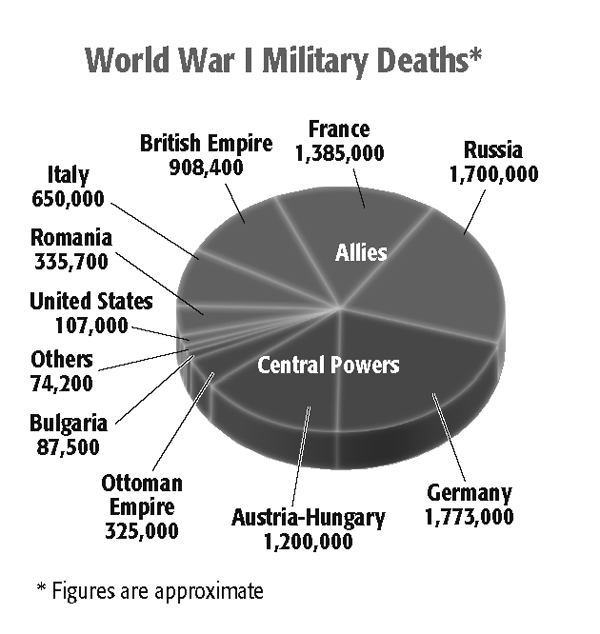 World War I Military Deaths*
France
1,385,000
British Empire
908,400
Russia
1,700,000
Italy
650,000
Romania
335,700
Allies
United States
107,000
Others
74,200
Central Powers
Bulgaria
87,500
Ottoman
Empire
325,000
Austria-Hungary
1,200,000
Germany
1,773,000
* Figures are approximate